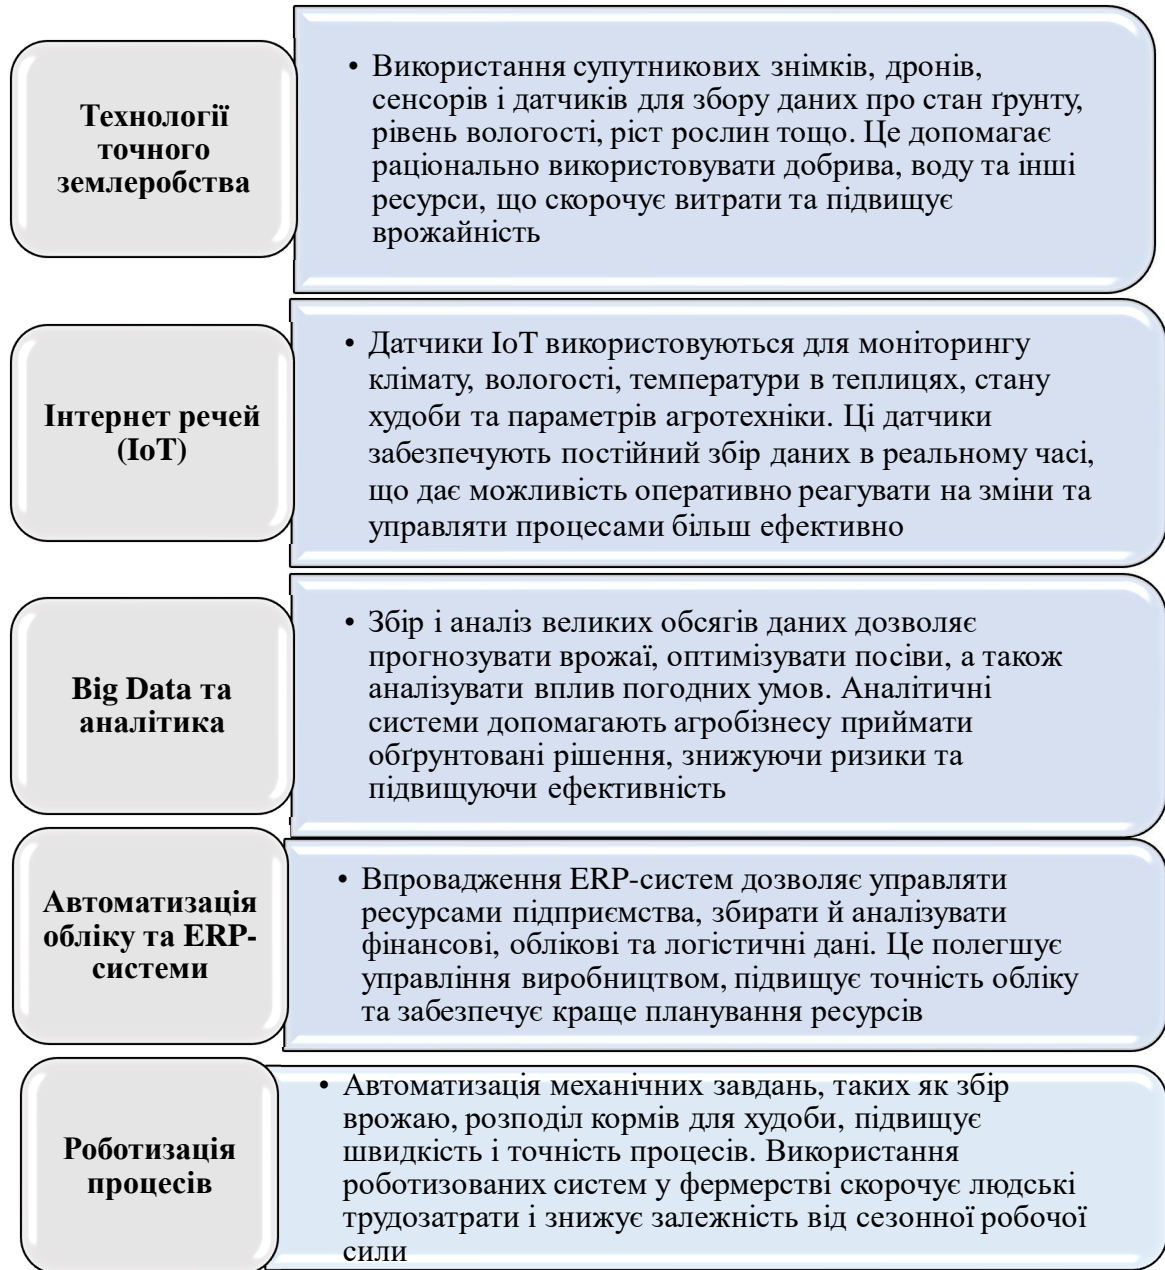 Технології
точного
землеробства
• Використання супутникових знімків, дронів,
сенсорів і датчиків для збору даних про стан ґрунту,
рівень вологості, ріст рослин тощо. Це допомагає
раціонально використовувати добрива, воду та інші
ресурси, що скорочує витрати та підвищує
врожайність
Інтернет речей
(IoT)
• Датчики IoT використовуються для моніторингу
клімату, вологості, температури в теплицях, стану
худоби та параметрів агротехніки. Ці датчики
забезпечують постійний збір даних в реальному часі,
що дає можливість оперативно реагувати на зміни та
управляти процесами більш ефективно
Big Data та
аналітика
• Збір і аналіз великих обсягів даних дозволяє
прогнозувати врожаї, оптимізувати посіви, а також
аналізувати вплив погодних умов. Аналітичні
системи допомагають агробізнесу приймати
обґрунтовані рішення, знижуючи ризики та
підвищуючи ефективність
Автоматизація
обліку та ERP-
системи
• Впровадження ERP-систем дозволяє управляти
ресурсами підприємства, збирати й аналізувати
фінансові, облікові та логістичні дані. Це полегшує
управління виробництвом, підвищує точність обліку
та забезпечує краще планування ресурсів
Роботизація
процесів
• Автоматизація механічних завдань, таких як збір
врожаю, розподіл кормів для худоби, підвищує
швидкість і точність процесів. Використання
роботизованих систем у фермерстві скорочує людські
трудозатрати і знижує залежність від сезонної робочої
сили